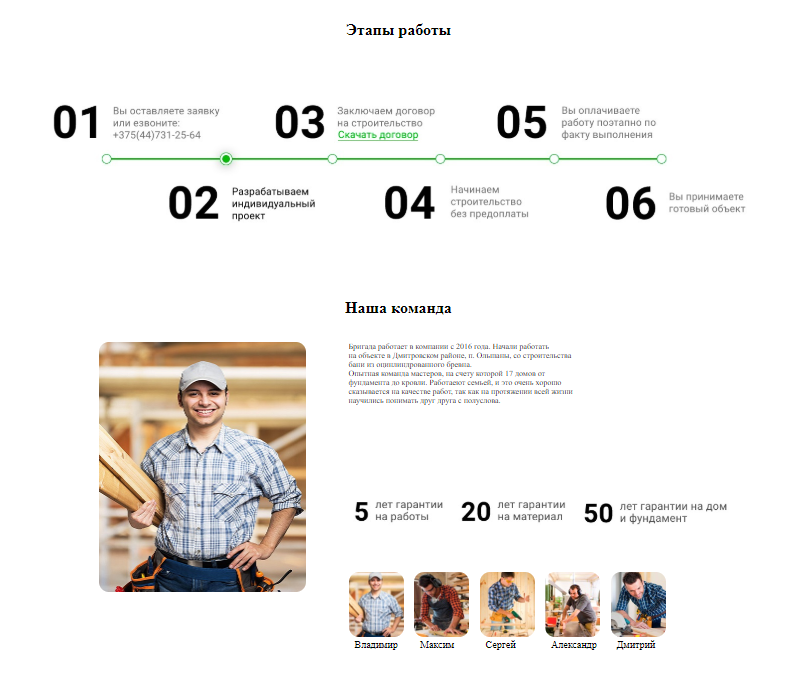 Этапы работы
01
Вы оставляете заявку
или езвоните:
+375(44)731-25-64
03
Заключаем договор
на строительство
Скачать договор
05
Вы оплачиваете
работу поэтапно по
факту выполнения
02
Разрабатываем
индивидуальный
проект
04
Начинаем
строительство
без предоплаты
06
Вы принимаете
готовый объект
Наша команда
Бригада работает в компании с 2016 года. Начали работать
на объекте в Дмитровском районе, п. Ольшаны, со строительства
бани из оцилиндрованного бревна.
Опытная команда мастеров, на счету которой 17 домов от
фундамента до кровли. Работаеют семьей, и это очень хорошо
сказывается на качестве работ, так как на протяжении всей жизни
научились понимать друг друга с полуслова.
5 лет гарантии
на работы
20 лет гарантии
на материал
50 лет гарантии на дом
и фундамент
Владимир
Максим
Сергей
Александр
Дмитрий